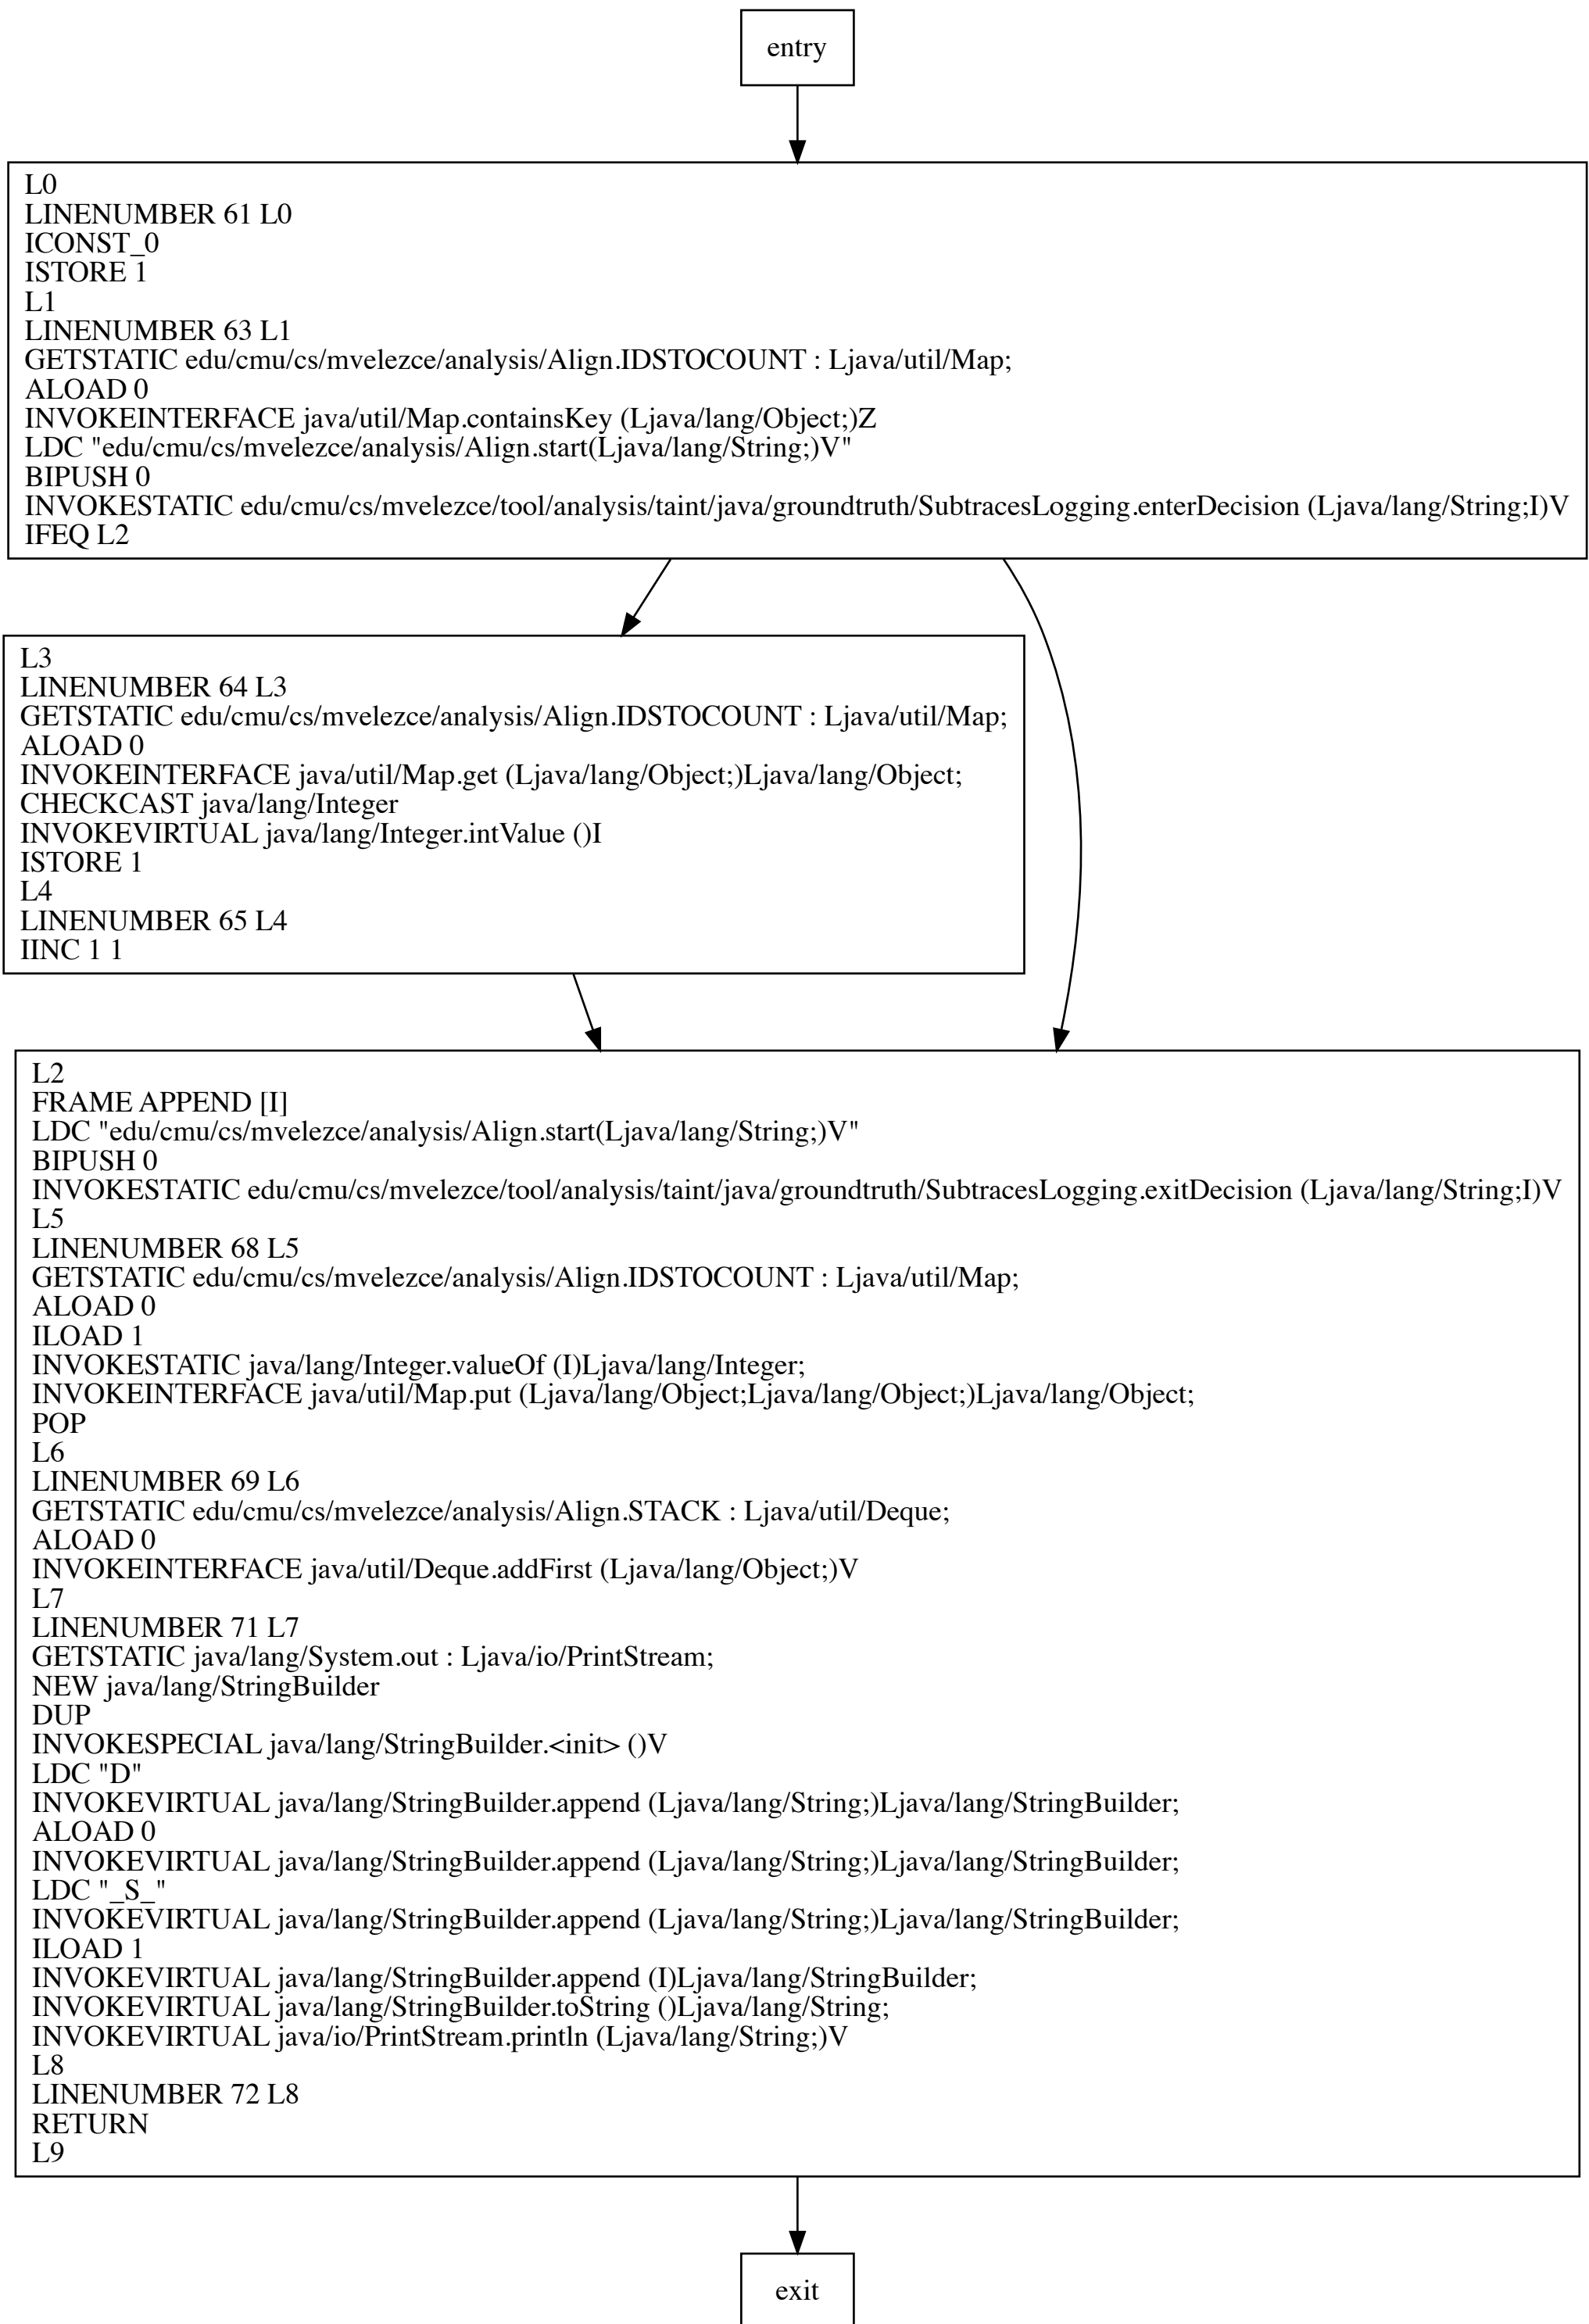 entry
L0
LINENUMBER 61 L0
ICONST_0
ISTORE 1
L1
LINENUMBER 63 L1
GETSTATIC edu/cmu/cs/mvelezce/analysis/Align.IDSTOCOUNT : Ljava/util/Map;
ALOAD 0
INVOKEINTERFACE java/util/Map.containsKey (Ljava/lang/Object;)Z
LDC "edu/cmu/cs/mvelezce/analysis/Align.start(Ljava/lang/String;)V"
BIPUSH 0
INVOKESTATIC edu/cmu/cs/mvelezce/tool/analysis/taint/java/groundtruth/SubtracesLogging.enterDecision (Ljava/lang/String;I)V
IFEQ L2
L3
LINENUMBER 64 L3
GETSTATIC edu/cmu/cs/mvelezce/analysis/Align.IDSTOCOUNT : Ljava/util/Map;
ALOAD 0
INVOKEINTERFACE java/util/Map.get (Ljava/lang/Object;)Ljava/lang/Object;
CHECKCAST java/lang/Integer
INVOKEVIRTUAL java/lang/Integer.intValue ()I
ISTORE 1
L4
LINENUMBER 65 L4
IINC 1 1
L2
FRAME APPEND [I]
LDC "edu/cmu/cs/mvelezce/analysis/Align.start(Ljava/lang/String;)V"
BIPUSH 0
INVOKESTATIC edu/cmu/cs/mvelezce/tool/analysis/taint/java/groundtruth/SubtracesLogging.exitDecision (Ljava/lang/String;I)V
L5
LINENUMBER 68 L5
GETSTATIC edu/cmu/cs/mvelezce/analysis/Align.IDSTOCOUNT : Ljava/util/Map;
ALOAD 0
ILOAD 1
INVOKESTATIC java/lang/Integer.valueOf (I)Ljava/lang/Integer;
INVOKEINTERFACE java/util/Map.put (Ljava/lang/Object;Ljava/lang/Object;)Ljava/lang/Object;
POP
L6
LINENUMBER 69 L6
GETSTATIC edu/cmu/cs/mvelezce/analysis/Align.STACK : Ljava/util/Deque;
ALOAD 0
INVOKEINTERFACE java/util/Deque.addFirst (Ljava/lang/Object;)V
L7
LINENUMBER 71 L7
GETSTATIC java/lang/System.out : Ljava/io/PrintStream;
NEW java/lang/StringBuilder
DUP
INVOKESPECIAL java/lang/StringBuilder.<init> ()V
LDC "D"
INVOKEVIRTUAL java/lang/StringBuilder.append (Ljava/lang/String;)Ljava/lang/StringBuilder;
ALOAD 0
INVOKEVIRTUAL java/lang/StringBuilder.append (Ljava/lang/String;)Ljava/lang/StringBuilder;
LDC "_S_"
INVOKEVIRTUAL java/lang/StringBuilder.append (Ljava/lang/String;)Ljava/lang/StringBuilder;
ILOAD 1
INVOKEVIRTUAL java/lang/StringBuilder.append (I)Ljava/lang/StringBuilder;
INVOKEVIRTUAL java/lang/StringBuilder.toString ()Ljava/lang/String;
INVOKEVIRTUAL java/io/PrintStream.println (Ljava/lang/String;)V
L8
LINENUMBER 72 L8
RETURN
L9
exit